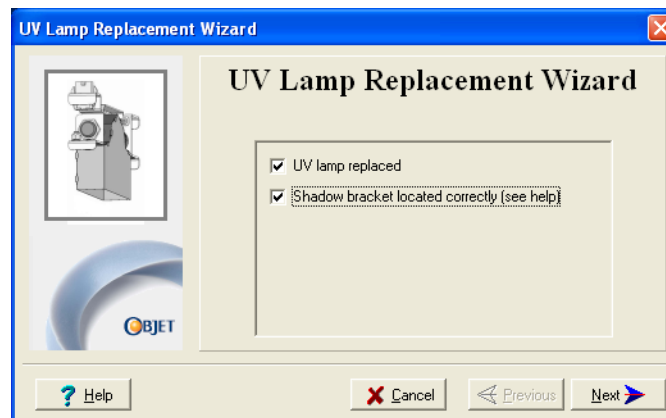 UV Lamp Replacement Wizard
UV Lamp Replacement Wizard
UV lamp replaced
Shadow bracket located correctly (see help)
OBJET
Help
Cancel
Previous
Next